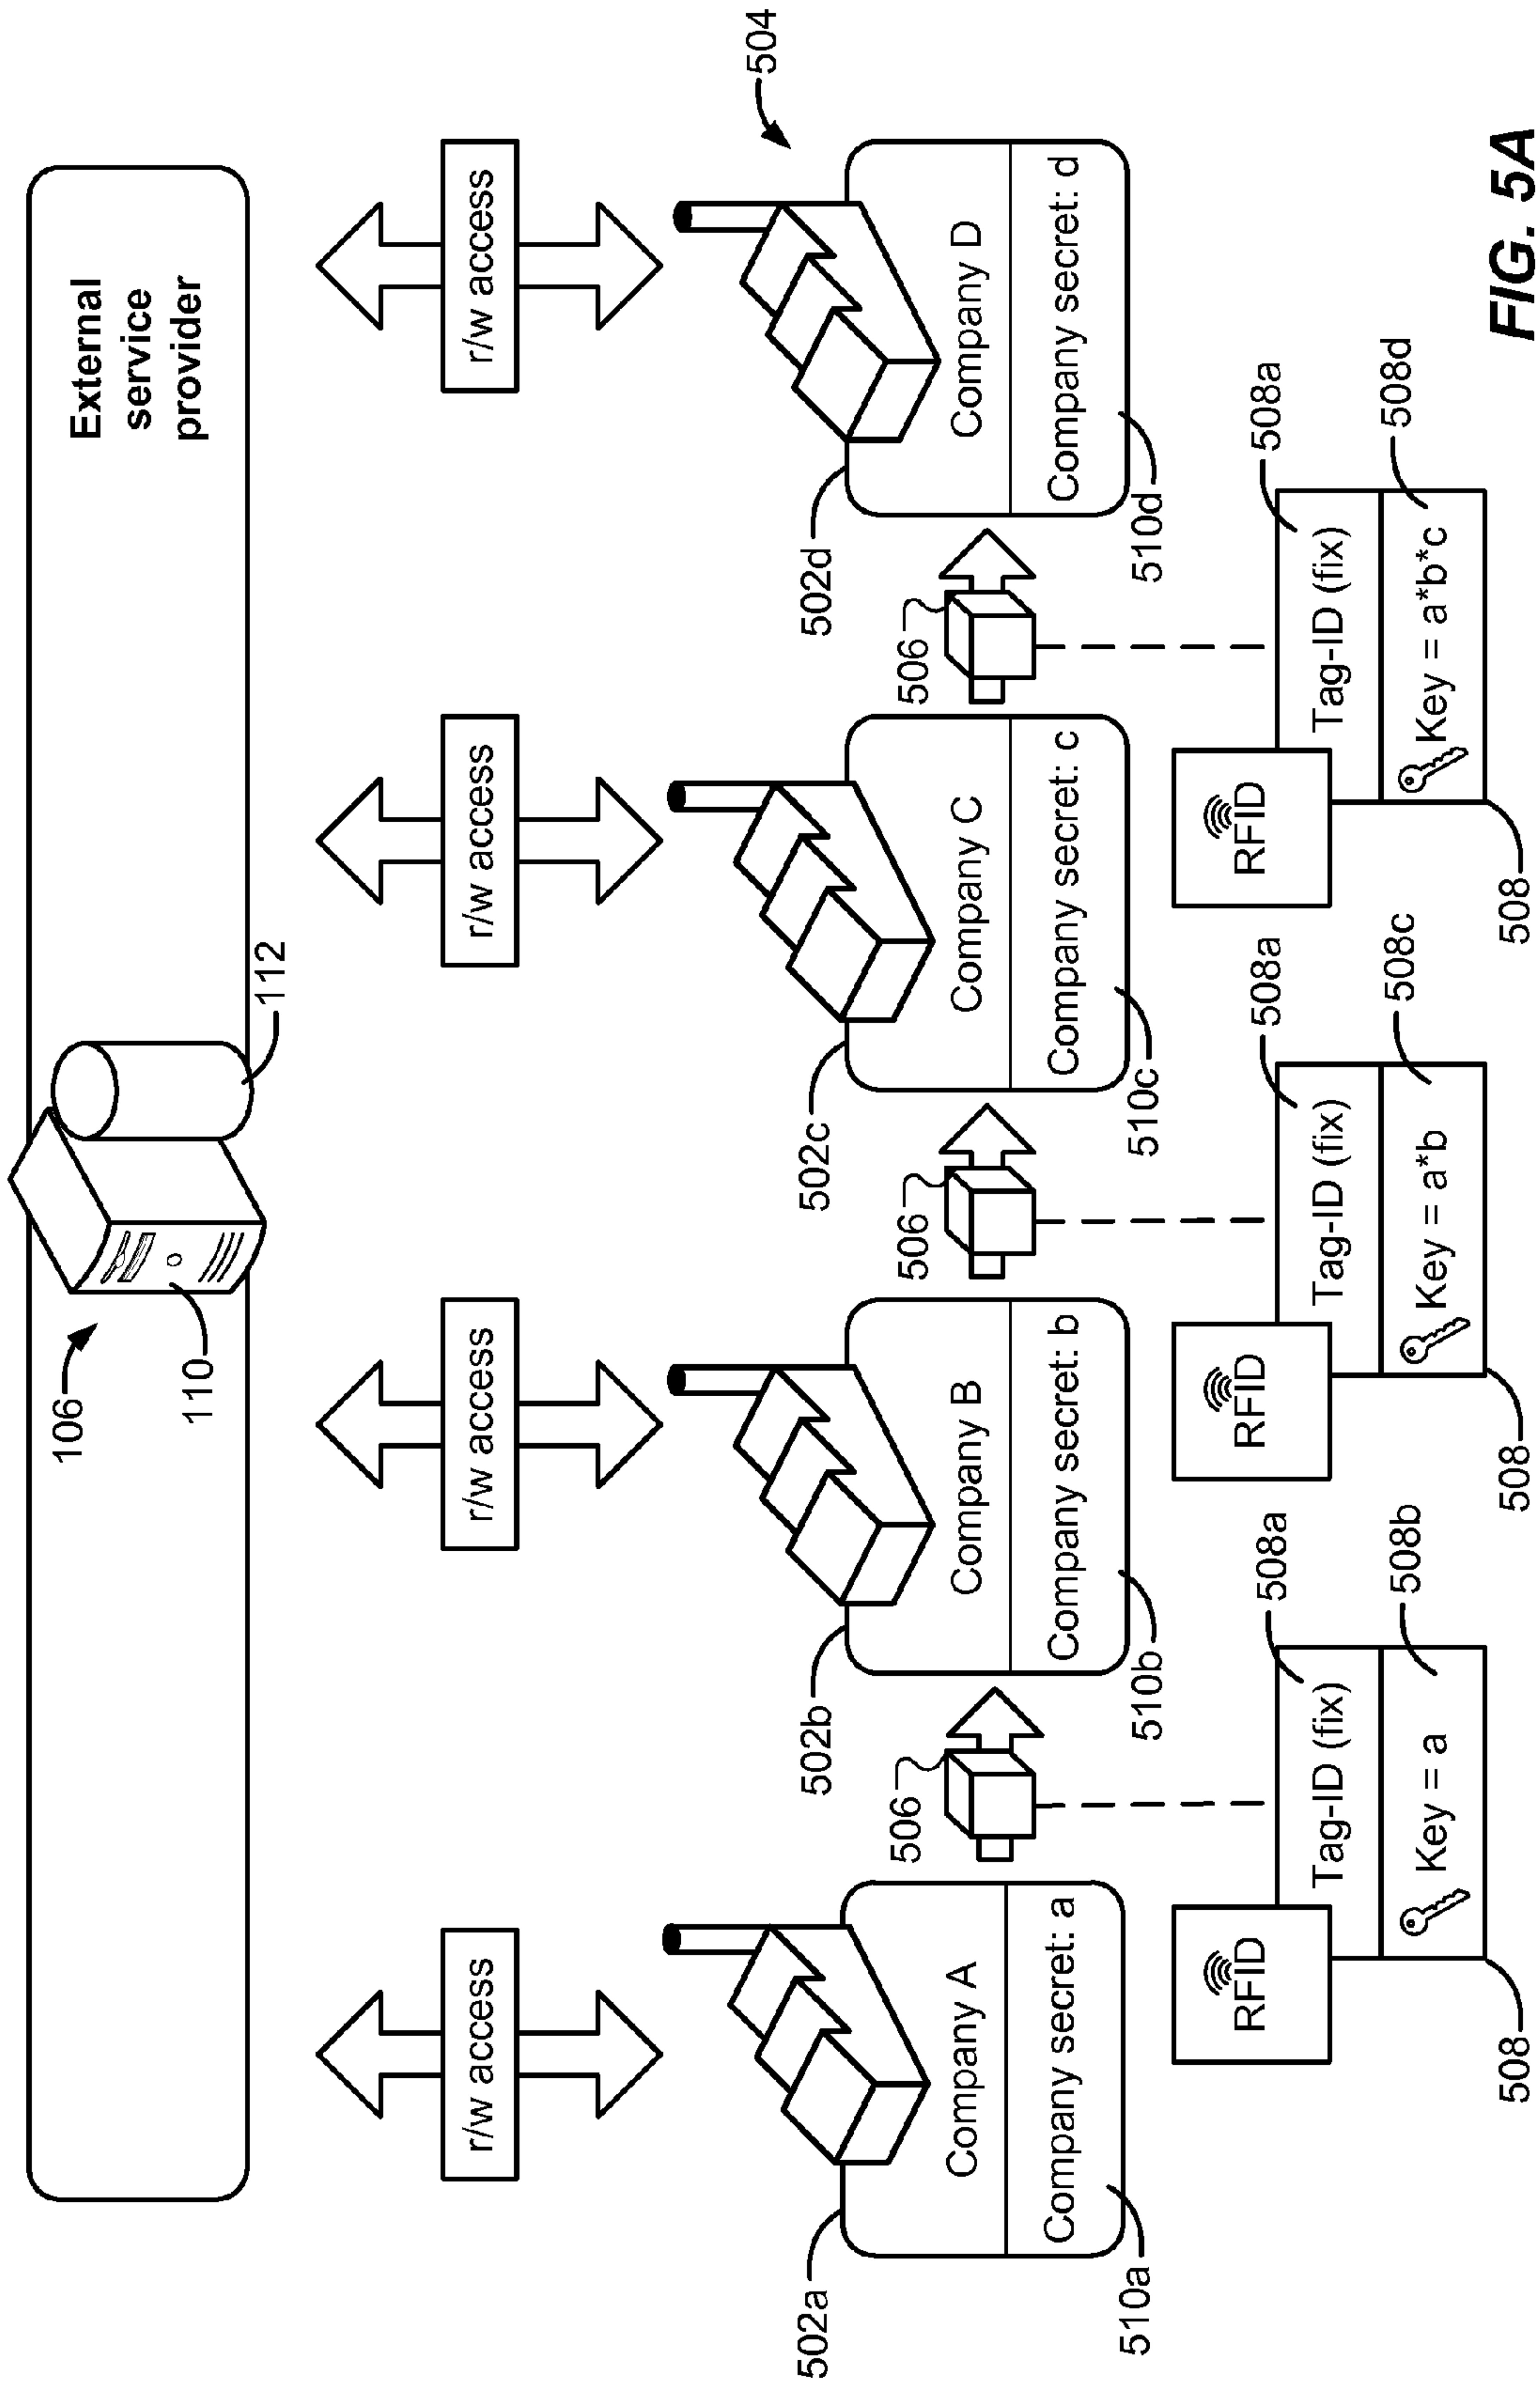 106
110
112
External
service
provider
r/w access
r/w access
r/w access
r/w access
504
502a
Company A
Company secret: a
510a
502b
Company B
Company secret: b
510b
502c
Company C
Company secret: c
510c
502d
Company D
Company secret: d
510d
506
506
506
RFID
Tag-ID (fix)
Key = a
508
508a
508b
RFID
Tag-ID (fix)
Key = a*b
508
508a
508c
RFID
Tag-ID (fix)
Key = a*b*c
508
508a
508d
FIG. 5A